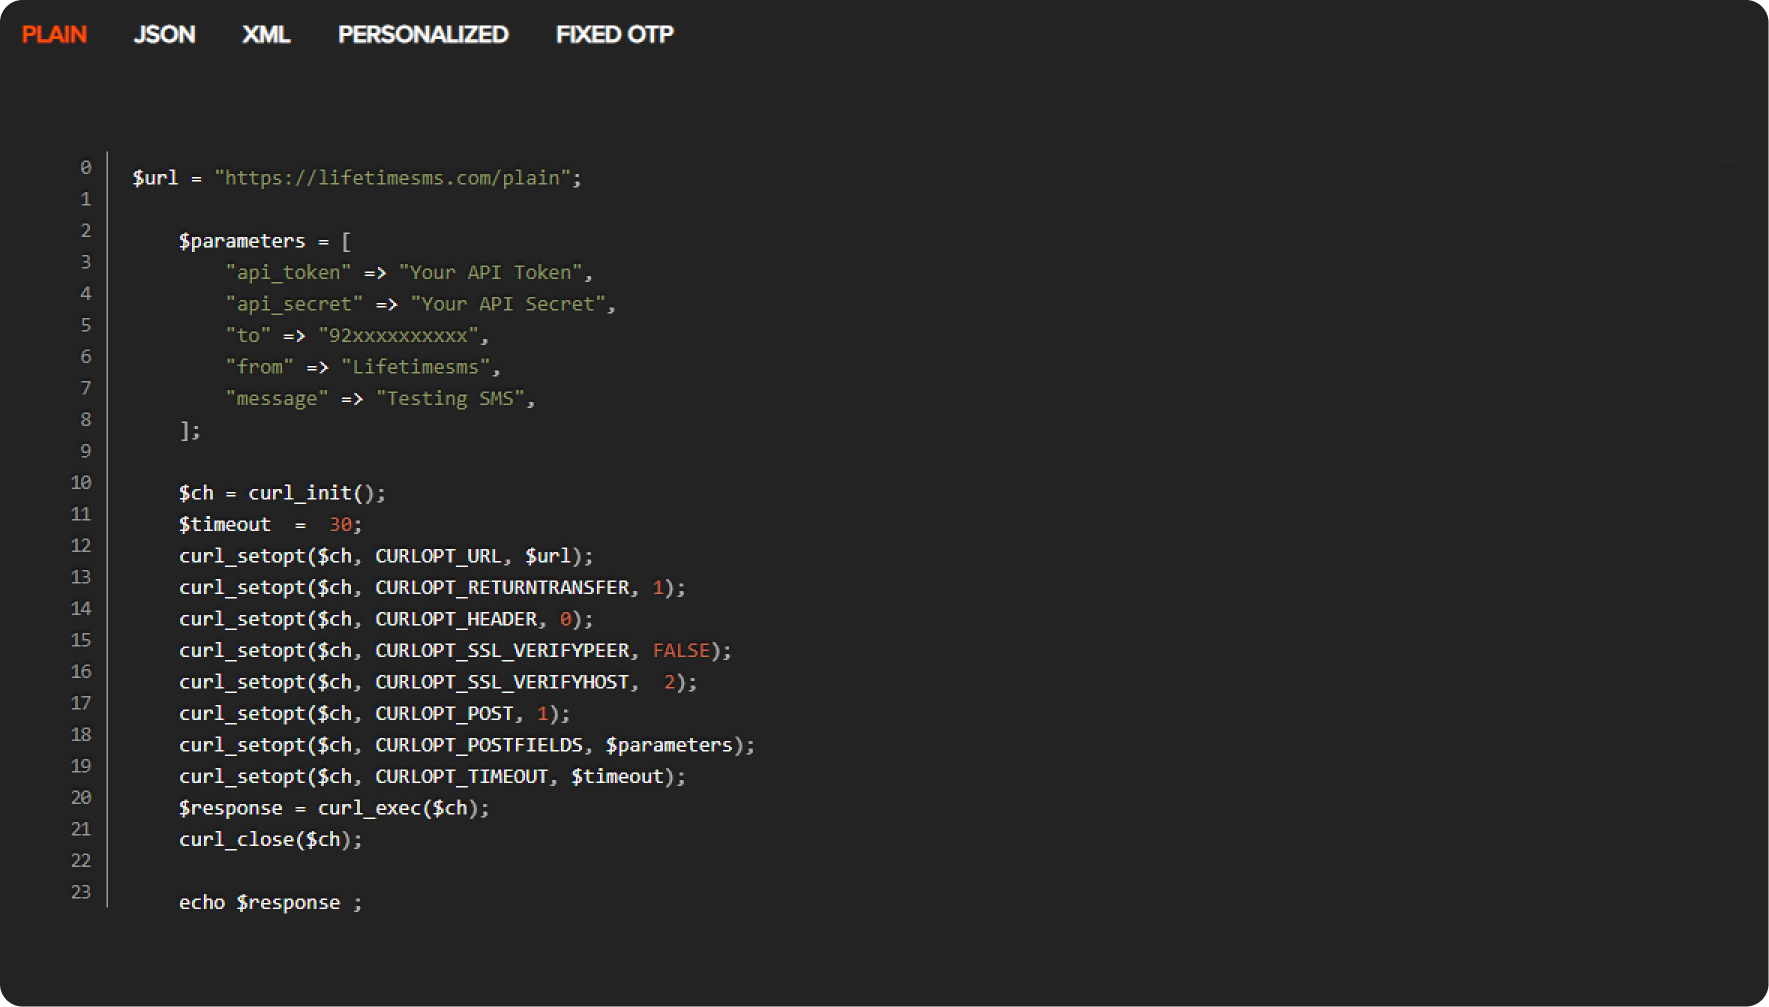 PLAIN JSON XML PERSONALIZED FIXED OTP
0 $url = "https://lifetimesms.com/plain";
1
2 $parameters = [
3 "api_token" => "Your API Token",
4 "api_secret" => "Your API Secret",
5 "to" => "92xxxxxxxxxx",
6 "from" => "Lifetimesms",
7 "message" => "Testing SMS",
8 ];
9
10 $ch = curl_init();
11 $timeout  =  30;
12 curl_setopt($ch, CURLOPT_URL, $url);
13 curl_setopt($ch, CURLOPT_RETURNTRANSFER, 1);
14 curl_setopt($ch, CURLOPT_HEADER, 0);
15 curl_setopt($ch, CURLOPT_SSL_VERIFYPEER, FALSE);
16 curl_setopt($ch, CURLOPT_SSL_VERIFYHOST,  2);
17 curl_setopt($ch, CURLOPT_POST, 1);
18 curl_setopt($ch, CURLOPT_POSTFIELDS, $parameters);
19 curl_setopt($ch, CURLOPT_TIMEOUT, $timeout);
20 $response = curl_exec($ch);
21 curl_close($ch);
22
23 echo $response ;